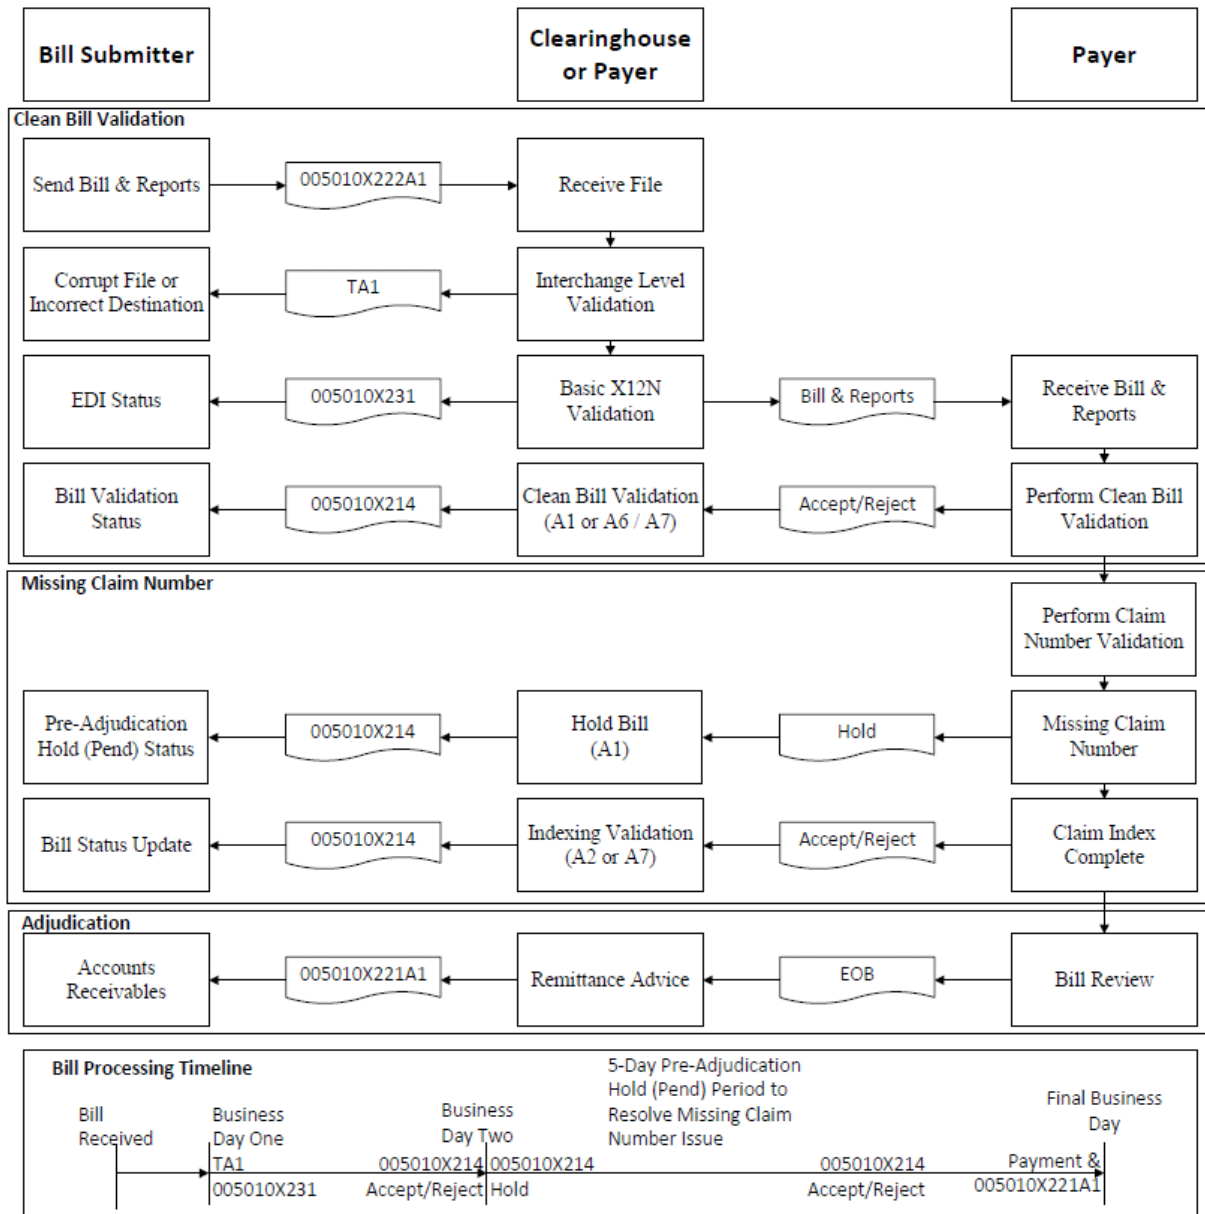 Bill Submitter
Clearinghouse
or Payer
Payer
Clean Bill Validation
Send Bill & Reports
005010X222A1
Receive File
Corrupt File or
Incorrect Destination
TA1
Interchange Level
Validation
EDI Status
005010X231
Basic X12N
Validation
Bill & Reports
Receive Bill &
Reports
Bill Validation
Status
005010X214
Clean Bill Validation
(A1 or A6 / A7)
Accept/Reject
Perform Clean Bill
Validation
Missing Claim Number
Perform Claim
Number Validation
Pre-Adjudication
Hold (Pend) Status
005010X214
Hold Bill
(A1)
Hold
Missing Claim
Number
Bill Status Update
005010X214
Indexing Validation
(A2 or A7)
Accept/Reject
Claim Index
Complete
Adjudication
Accounts
Receivables
005010X221A1
Remittance Advice
EOB
Bill Review
Bill Processing Timeline
Bill
Received
Business
Day One
TA1
005010X231
Business
Day Two
005010X214
Accept/Reject
005010X214
Hold
5-Day Pre-Adjudication
Hold (Pend) Period to
Resolve Missing Claim
Number Issue
005010X214
Accept/Reject
Final Business
Day
Payment &
005010X221A1